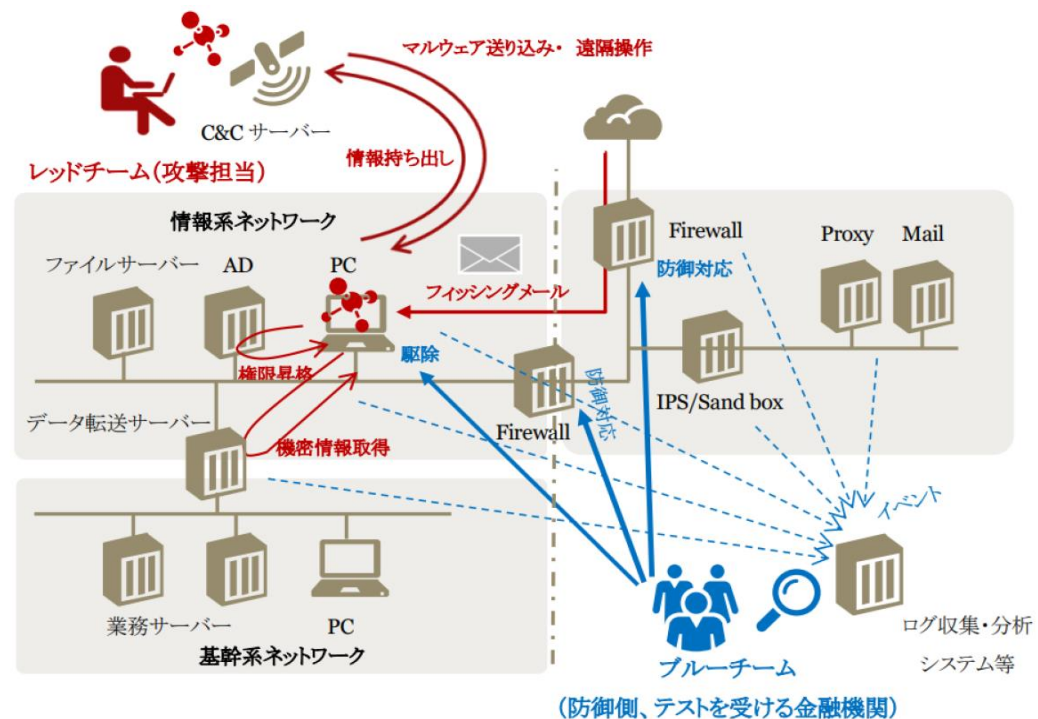 マルウェア送り込み・ 遠隔操作
C&C サーバー
情報持ち出し
レッドチーム(攻撃担当)
情報系ネットワーク
ファイルサーバー
AD
PC
フィッシングメール
Firewall
防御対応
Proxy
Mail
権限昇格
駆除
防御対応
IPS/Sand box
データ転送サーバー
機密情報取得
Firewall
イベント
業務サーバー
PC
基幹系ネットワーク
ブルーチーム
(防御側、テストを受ける金融機関)
ログ収集・分析
システム等